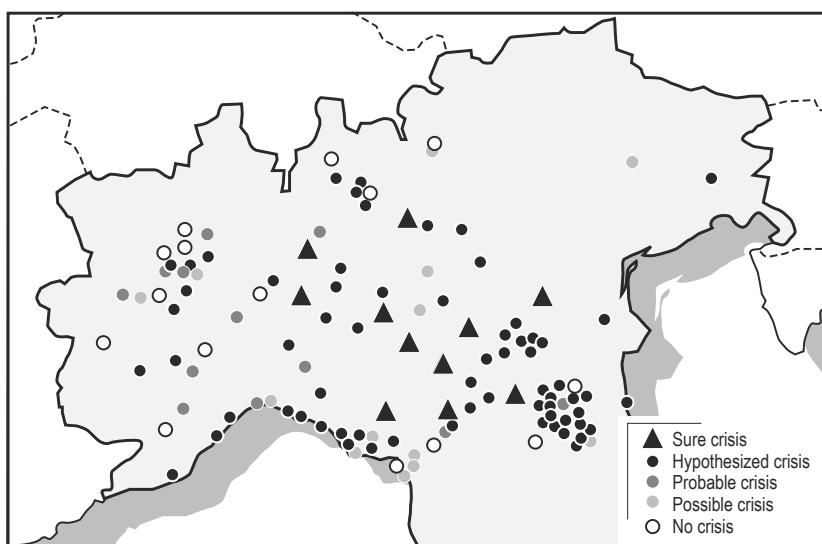 Sure crisis
Hypothesized crisis
Probable crisis
Possible crisis
No crisis